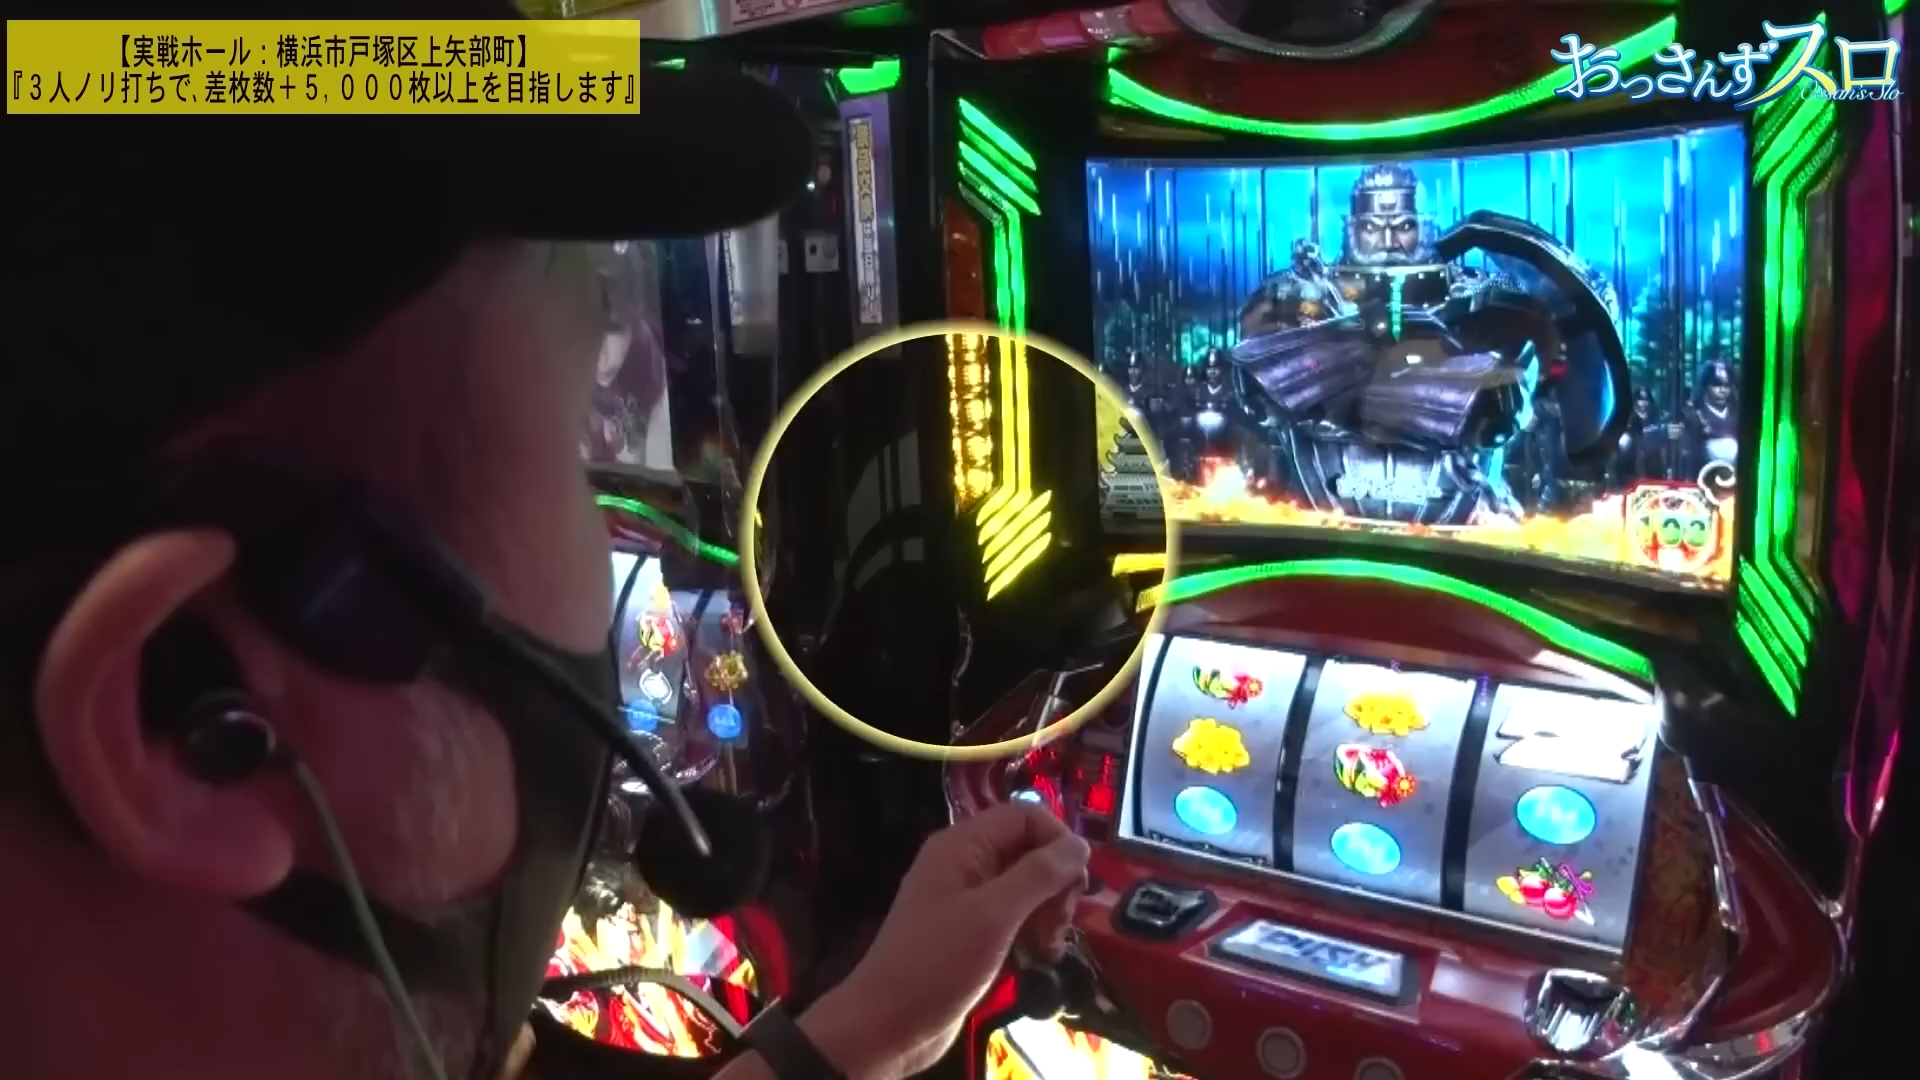 【実戦ホール：横浜市戸塚区上矢部町】
『３人ノリ打ちで、差枚数＋５，０００枚以上を目指します』
おっさんずスロ
Ossan's Slo
PUSH